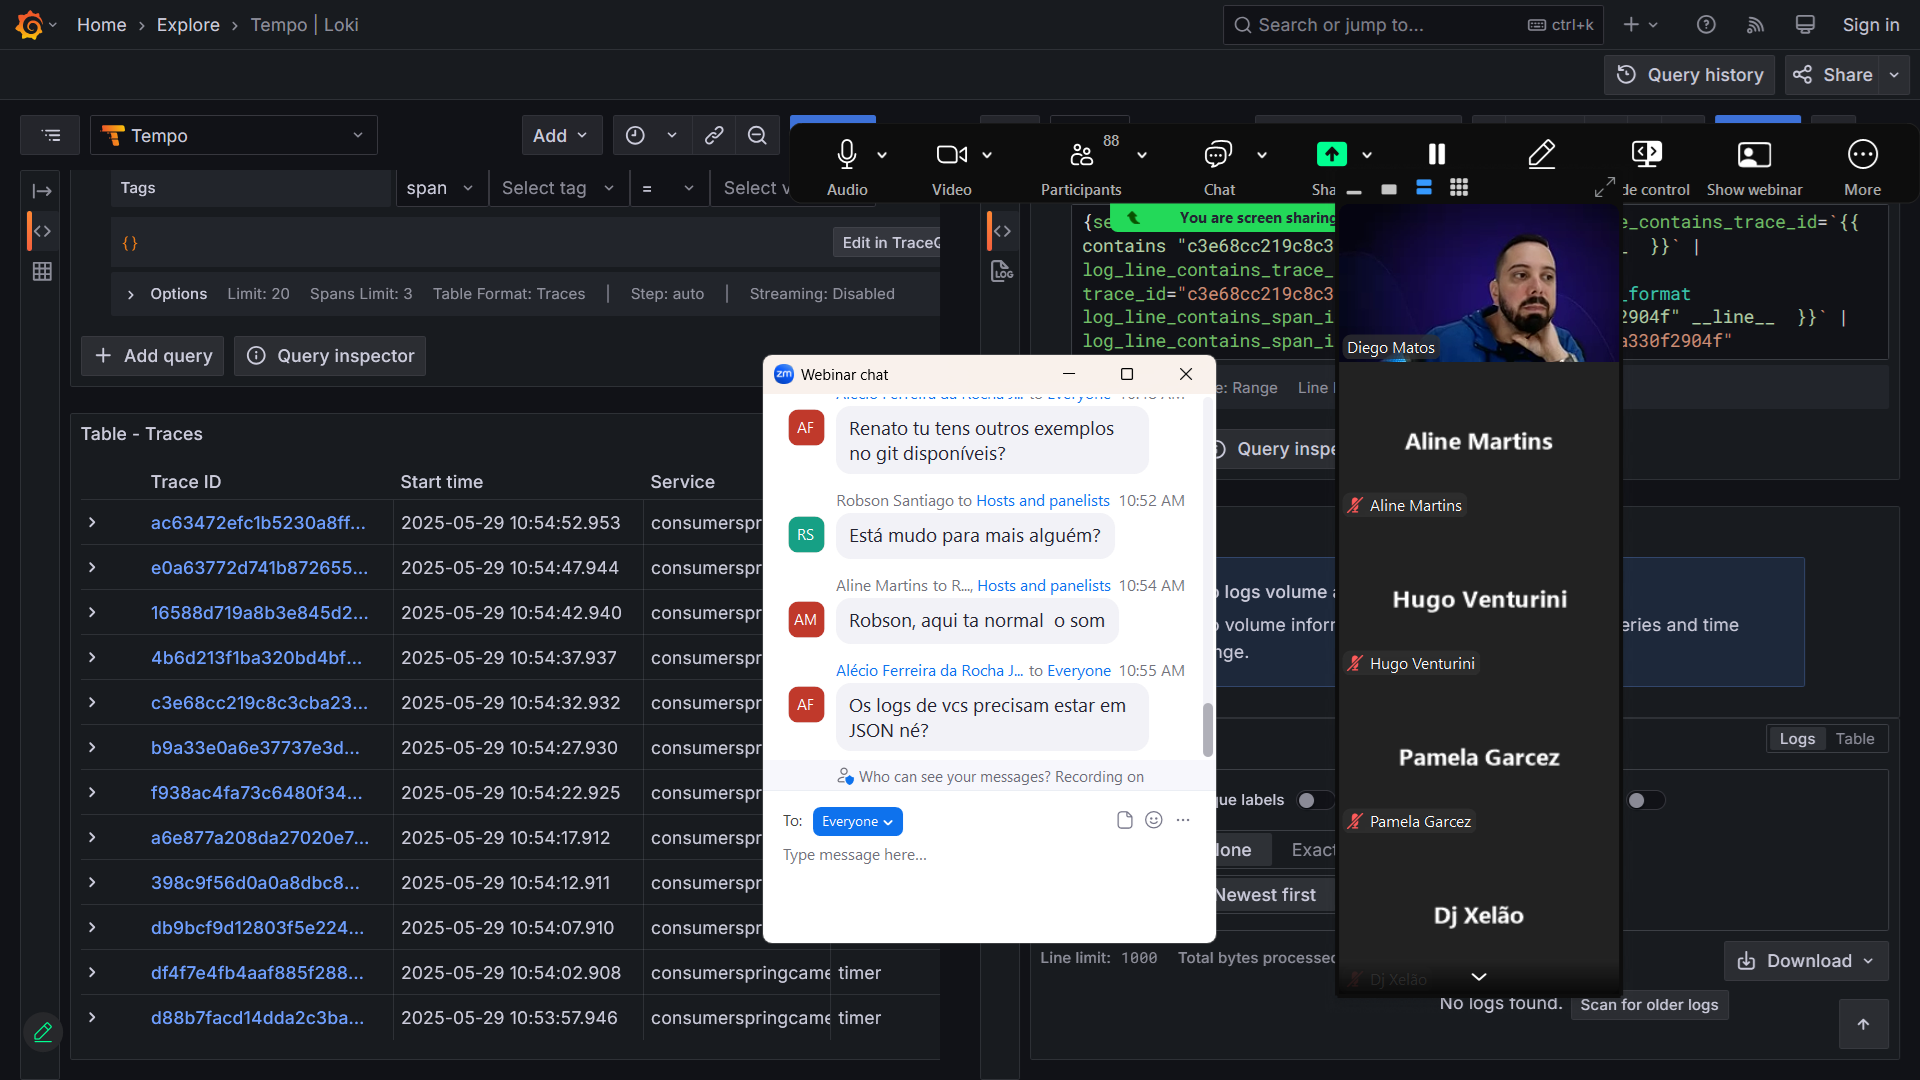 Home › Explore › Tempo | Loki
Search or jump to...
ctrl+k
Sign in
Query history
Share
Tempo
Add
88
Audio
Video
Participants
Chat
Sha
de control
Show webinar
More
Tags
span
Select tag
=
Select v
{}
Edit in TraceQ
Options
Limit: 20
Spans Limit: 3
Table Format: Traces
Step: auto
Streaming: Disabled
+ Add query
Query inspector
You are screen sharing
{se
e_contains_trace_id=`{{
contains "c3e68cc219c8c3
}}` |
log_line_contains_trace_
trace_id="c3e68cc219c8c3
_format
log_line_contains_span_i
2904f" __line__ }}` |
log_line_contains_span_i
a330f2904f"
e: Range
Line
Query inspe
LOG
Table - Traces
Trace ID
Start time
Service
ac63472efc1b5230a8ff...
2025-05-29 10:54:52.953
consumerspr
e0a63772d741b872655...
2025-05-29 10:54:47.944
consumerspr
16588d719a8b3e845d2...
2025-05-29 10:54:42.940
consumerspr
4b6d213f1ba320bd4bf...
2025-05-29 10:54:37.937
consumerspr
c3e68cc219c8c3cba23...
2025-05-29 10:54:32.932
consumerspr
b9a33e0a6e37737e3d...
2025-05-29 10:54:27.930
consumerspr
f938ac4fa73c6480f34...
2025-05-29 10:54:22.925
consumerspr
a6e877a208da27020e7...
2025-05-29 10:54:17.912
consumerspr
398c9f56d0a0a8dbc8...
2025-05-29 10:54:12.911
consumerspr
db9bcf9d12803f5e224...
2025-05-29 10:54:07.910
consumerspr
df4f7e4fb4aaf885f288...
2025-05-29 10:54:02.908
consumerspringcame
timer
d88b7facd14dda2c3ba...
2025-05-29 10:53:57.946
consumerspringcame
timer
zm
Webinar chat
AF
Renato tu tens outros exemplos
no git disponíveis?
Robson Santiago to Hosts and panelists 10:52 AM
RS
Está mudo para mais alguém?
Aline Martins to R..., Hosts and panelists 10:54 AM
AM
Robson, aqui ta normal o som
Alécio Ferreira da Rocha J... to Everyone 10:55 AM
AF
Os logs de vcs precisam estar em
JSON né?
Who can see your messages? Recording on
To: Everyone
Type message here...
Diego Matos
Aline Martins
Aline Martins
Hugo Venturini
Hugo Venturini
Pamela Garcez
Pamela Garcez
Dj Xelão
Dj Xelão
logs volume
volume infor
eries and time
nge.
Logs
Table
ue labels
Exact
Newest first
Line limit: 1000
Total bytes processed
Download
No logs found.
Scan for older logs